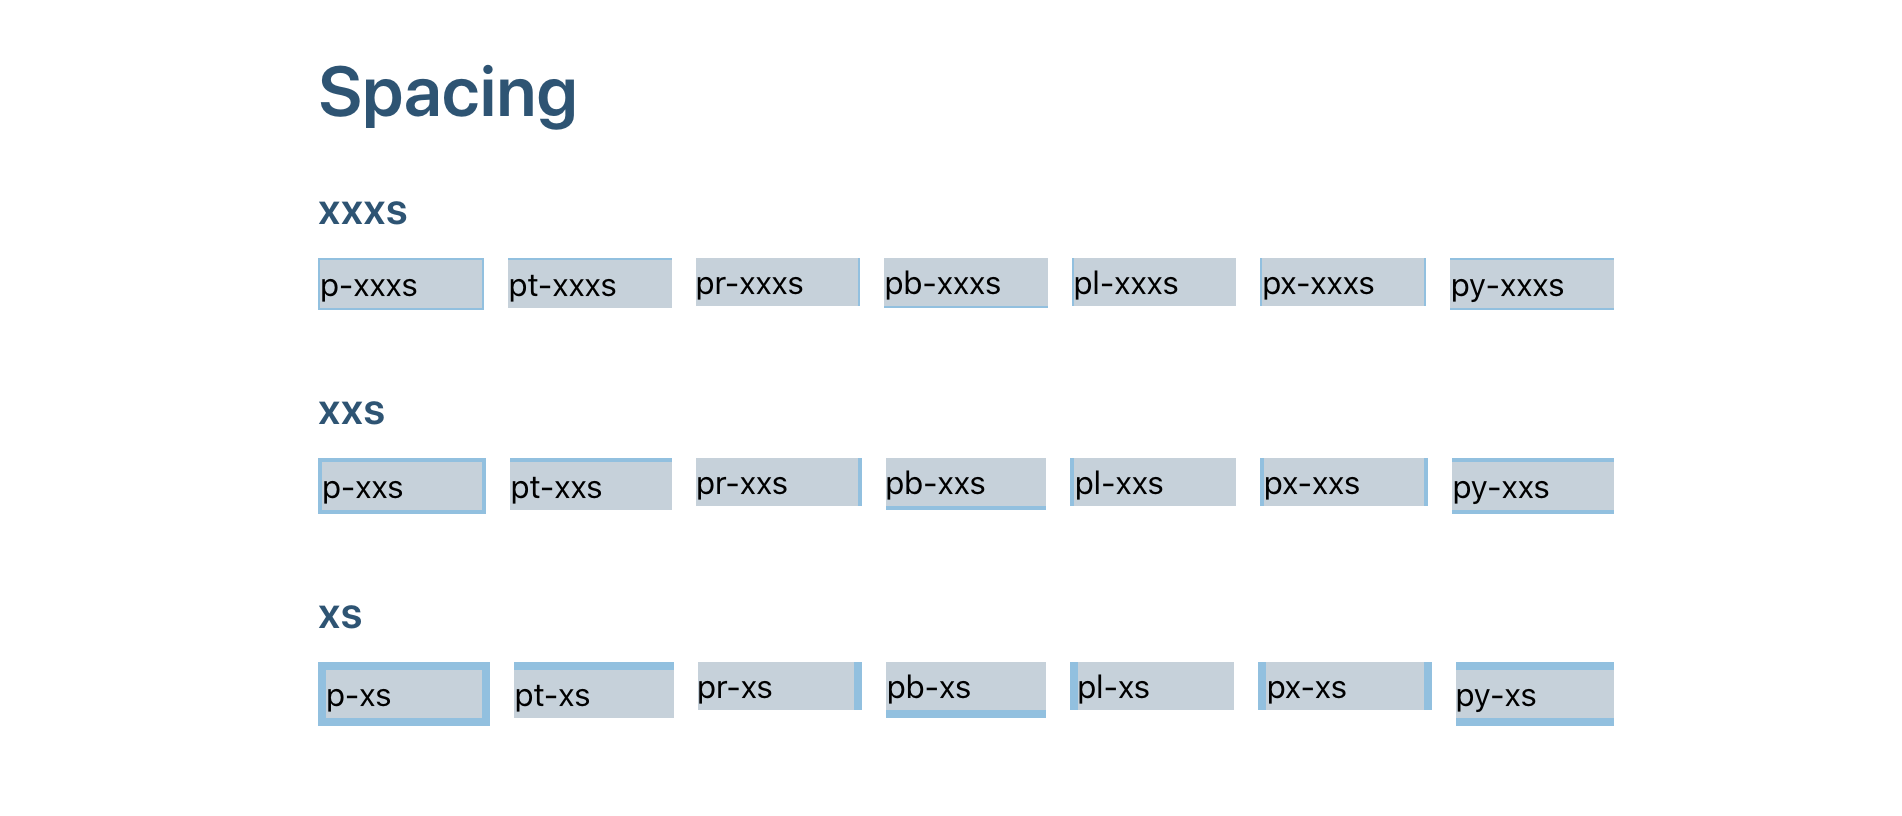 Spacing
xxxs
p-xxxs pt-xxxs pr-xxxs pb-xxxs pl-xxxs px-xxxs py-xxxs
xxs
p-xxs pt-xxs pr-xxs pb-xxs pl-xxs px-xxs py-xxs
xs
p-xs pt-xs pr-xs pb-xs pl-xs px-xs py-xs